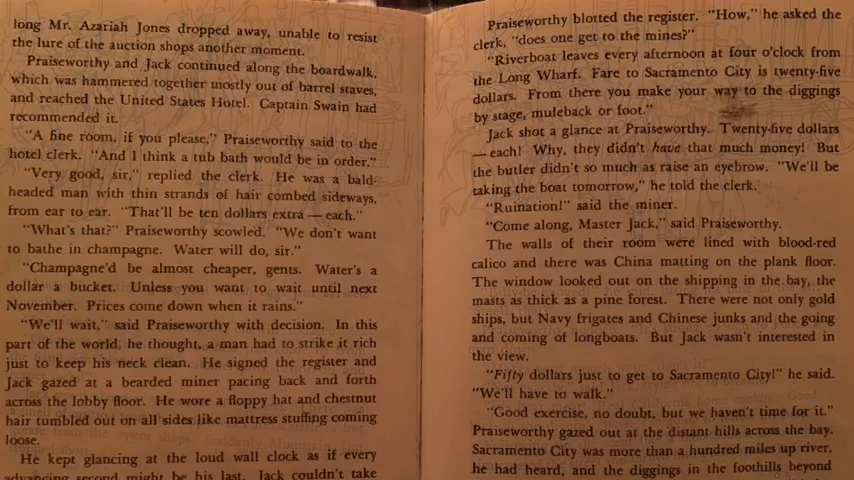 long Mr. Azariah Jones dropped away, unable to resist
the lure of the auction shops another moment.
Praiseworthy and Jack continued along the boardwalk,
which was hammered together mostly out of barrel staves,
and reached the United States Hotel. Captain Swain had
recommended it.
"A fine room, if you please," Praiseworthy said to the
hotel clerk. "And I think a tub bath would be in order."
"Very good, sir," replied the clerk. He was a bald-
headed man with thin strands of hair combed sideways,
from ear to ear. "That'll be ten dollars extra — each."
"What's that?" Praiseworthy scowled. "We don't want
to bathe in champagne. Water will do, sir."
"Champagne'd be almost cheaper, gents. Water's a
dollar a bucket. Unless you want to wait until next
November. Prices come down when it rains."
"We'll wait," said Praiseworthy with decision. In this
part of the world, he thought, a man had to strike it rich
just to keep his neck clean. He signed the register and
Jack gazed at a bearded miner pacing back and forth
across the lobby floor. He wore a floppy hat and chestnut
hair tumbled out on all sides like mattress stuffing coming
loose.
He kept glancing at the loud wall clock as if every
advancing second might be his last. Jack couldn't take
Praiseworthy blotted the register. "How," he asked the
clerk, "does one get to the mines?"
"Riverboat leaves every afternoon at four o'clock from
the Long Wharf. Fare to Sacramento City is twenty-five
dollars. From there you make your way to the diggings
by stage, muleback or foot."
Jack shot a glance at Praiseworthy. Twenty-five dollars
— each! Why, they didn't have that much money! But
the butler didn't so much as raise an eyebrow. "We'll be
taking the boat tomorrow," he told the clerk.
"Ruination!" said the miner.
"Come along, Master Jack," said Praiseworthy.
The walls of their room were lined with blood-red
calico and there was China matting on the plank floor.
The window looked out on the shipping in the bay, the
masts as thick as a pine forest. There were not only gold
ships, but Navy frigates and Chinese junks and the going
and coming of longboats. But Jack wasn't interested in
the view.
"Fifty dollars just to get to Sacramento City!" he said.
"We'll have to walk."
"Good exercise, no doubt, but we haven't time for it."
Praiseworthy gazed out at the distant hills across the bay.
Sacramento City was more than a hundred miles up river,
he had heard, and the diggings in the foothills beyond